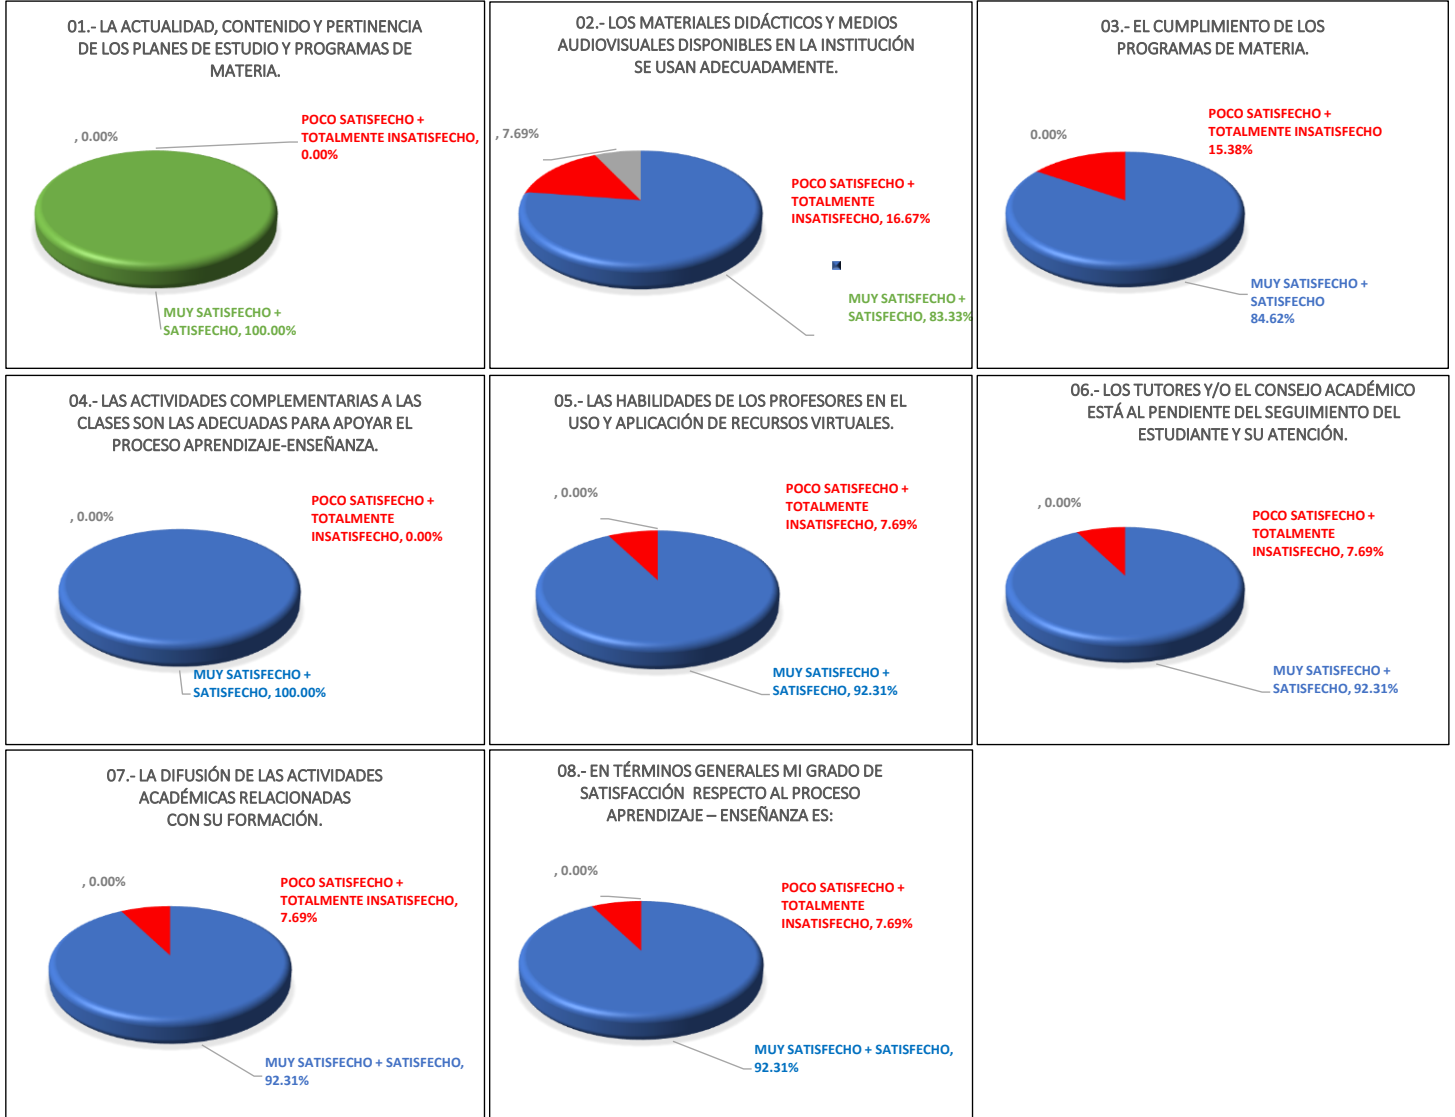 01.- LA ACTUALIDAD, CONTENIDO Y PERTINENCIA
DE LOS PLANES DE ESTUDIO Y PROGRAMAS DE
MATERIA.
, 0.00%
POCO SATISFECHO +
TOTALMENTE INSATISFECHO,
0.00%
MUY SATISFECHO +
SATISFECHO, 100.00%
02.- LOS MATERIALES DIDÁCTICOS Y MEDIOS
AUDIOVISUALES DISPONIBLES EN LA INSTITUCIÓN
SE USAN ADECUADAMENTE.
, 7.69%
POCO SATISFECHO +
TOTALMENTE
INSATISFECHO, 16.67%
MUY SATISFECHO +
SATISFECHO, 83.33%
03.- EL CUMPLIMIENTO DE LOS
PROGRAMAS DE MATERIA.
0.00%
POCO SATISFECHO +
TOTALMENTE INSATISFECHO
15.38%
MUY SATISFECHO +
SATISFECHO
84.62%
04.- LAS ACTIVIDADES COMPLEMENTARIAS A LAS
CLASES SON LAS ADECUADAS PARA APOYAR EL
PROCESO APRENDIZAJE-ENSEÑANZA.
, 0.00%
POCO SATISFECHO +
TOTALMENTE
INSATISFECHO, 0.00%
MUY SATISFECHO +
SATISFECHO, 100.00%
05.- LAS HABILIDADES DE LOS PROFESORES EN EL
USO Y APLICACIÓN DE RECURSOS VIRTUALES.
, 0.00%
POCO SATISFECHO +
TOTALMENTE
INSATISFECHO, 7.69%
MUY SATISFECHO +
SATISFECHO, 92.31%
06.- LOS TUTORES Y/O EL CONSEJO ACADÉMICO
ESTÁ AL PENDIENTE DEL SEGUIMIENTO DEL
ESTUDIANTE Y SU ATENCIÓN.
, 0.00%
POCO SATISFECHO +
TOTALMENTE
INSATISFECHO, 7.69%
MUY SATISFECHO +
SATISFECHO, 92.31%
07.- LA DIFUSIÓN DE LAS ACTIVIDADES
ACADÉMICAS RELACIONADAS
CON SU FORMACIÓN.
, 0.00%
POCO SATISFECHO +
TOTALMENTE INSATISFECHO,
7.69%
MUY SATISFECHO + SATISFECHO,
92.31%
08.- EN TÉRMINOS GENERALES MI GRADO DE
SATISFACCIÓN RESPECTO AL PROCESO
APRENDIZAJE – ENSEÑANZA ES:
, 0.00%
POCO SATISFECHO +
TOTALMENTE
INSATISFECHO, 7.69%
MUY SATISFECHO + SATISFECHO,
92.31%